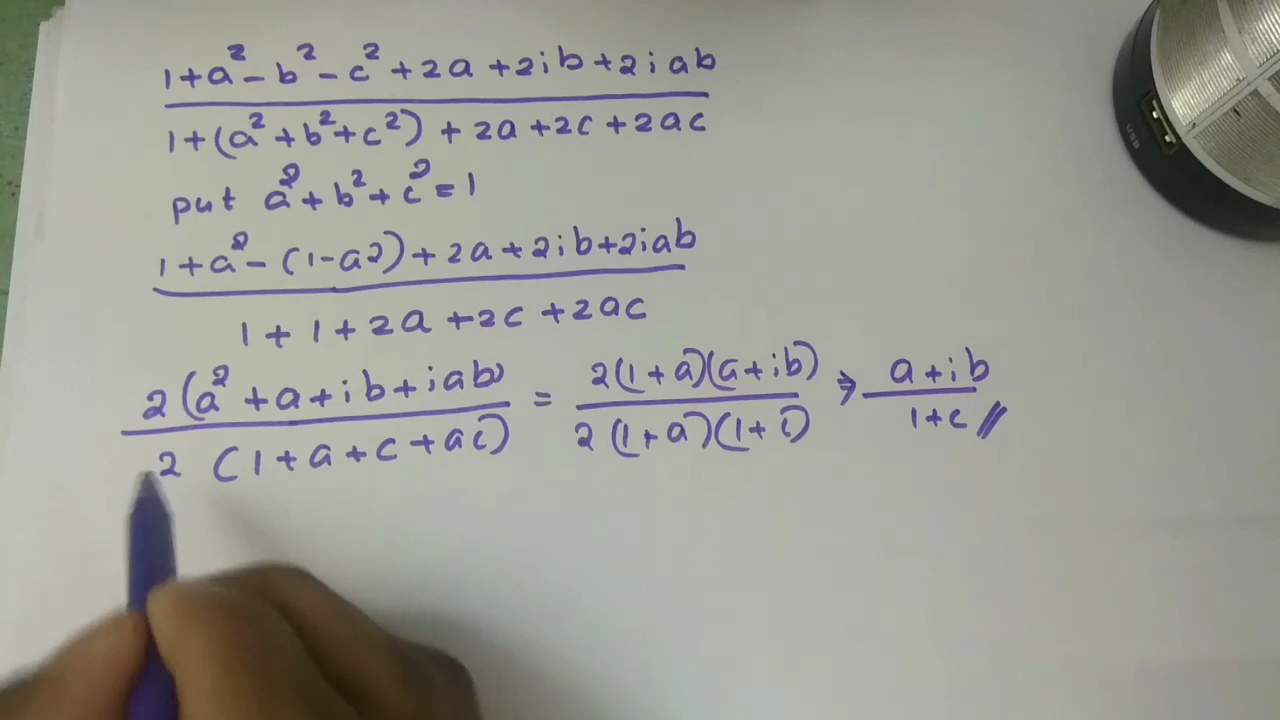 1+a²-b²-c²+2a+2ib+2iab
1+(a²+b²+c²)+2a+2c+2ac
put a²+b²+c²=1
1+a²-(1-a2)+2a+2ib+2iab
1+1+2a+2c+2ac
2(a²+a+ib+iab) = 2(1+a)(a+ib) → a+ib
2 (1+a+c+ac) 2(1+a)(1+c) 1+c //
USB